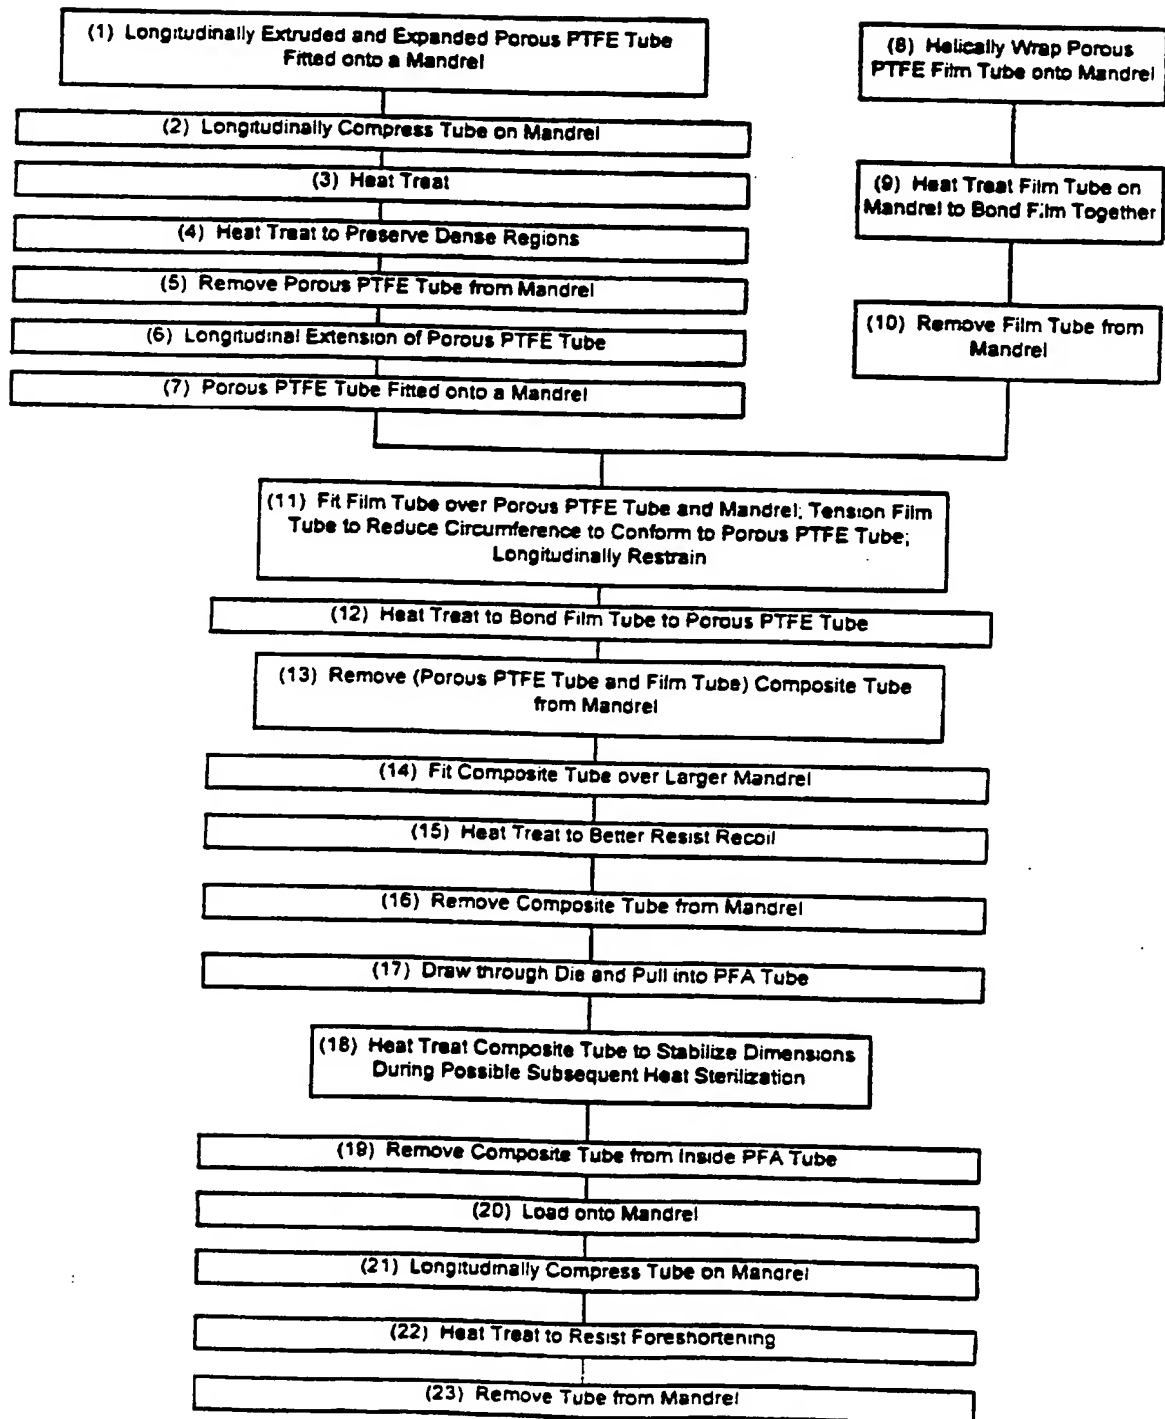 (1) Longitudinally Extruded and Expanded Porous PTFE Tube
Fitted onto a Mandrel
(2) Longitudinally Compress Tube on Mandrel
(3) Heat Treat
(4) Heat Treat to Preserve Dense Regions
(5) Remove Porous PTFE Tube from Mandrel
(6) Longitudinal Extension of Porous PTFE Tube
(7) Porous PTFE Tube Fitted onto a Mandrel
(8) Helically Wrap Porous
PTFE Film Tube onto Mandrel
(9) Heat Treat Film Tube on
Mandrel to Bond Film Together
(10) Remove Film Tube from
Mandrel
(11) Fit Film Tube over Porous PTFE Tube and Mandrel; Tension Film
Tube to Reduce Circumference to Conform to Porous PTFE Tube;
Longitudinally Restrain
(12) Heat Treat to Bond Film Tube to Porous PTFE Tube
(13) Remove (Porous PTFE Tube and Film Tube) Composite Tube
from Mandrel
(14) Fit Composite Tube over Larger Mandrel
(15) Heat Treat to Better Resist Recoil
(16) Remove Composite Tube from Mandrel
(17) Draw through Die and Pull into PFA Tube
(18) Heat Treat Composite Tube to Stabilize Dimensions
During Possible Subsequent Heat Sterilization
(19) Remove Composite Tube from Inside PFA Tube
(20) Load onto Mandrel
(21) Longitudinally Compress Tube on Mandrel
(22) Heat Treat to Resist Foreshortening
(23) Remove Tube from Mandrel